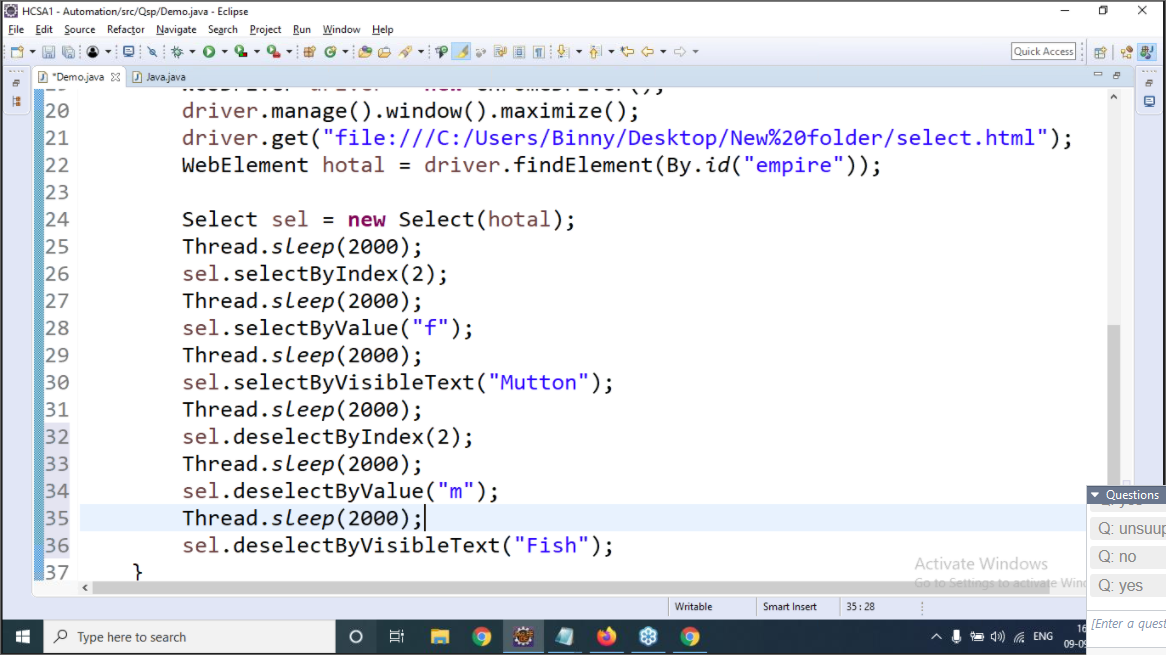 HCSA1 - Automation/src/Qsp/Demo.java - Eclipse
File Edit Source Refactor Navigate Search Project Run Window Help
Quick Access
*Demo.java Java.java
20 driver.manage().window().maximize();
21 driver.get("file:///C:/Users/Binny/Desktop/New%20folder/select.html");
22 WebElement hotal = driver.findElement(By.id("empire"));
23
24 Select sel = new Select(hotal);
25 Thread.sleep(2000);
26 sel.selectByIndex(2);
27 Thread.sleep(2000);
28 sel.selectByValue("f");
29 Thread.sleep(2000);
30 sel.selectByVisibleText("Mutton");
31 Thread.sleep(2000);
32 sel.deselectByIndex(2);
33 Thread.sleep(2000);
34 sel.deselectByValue("m");
35 Thread.sleep(2000);
36 sel.deselectByVisibleText("Fish");
37 }
Questions
Q: unsuup
Q: no
Q: yes
[Enter a quest
Activate Windows
Go to Settings to activate Win
Writable Smart Insert 35 : 28
Type here to search
ENG
16
09-09